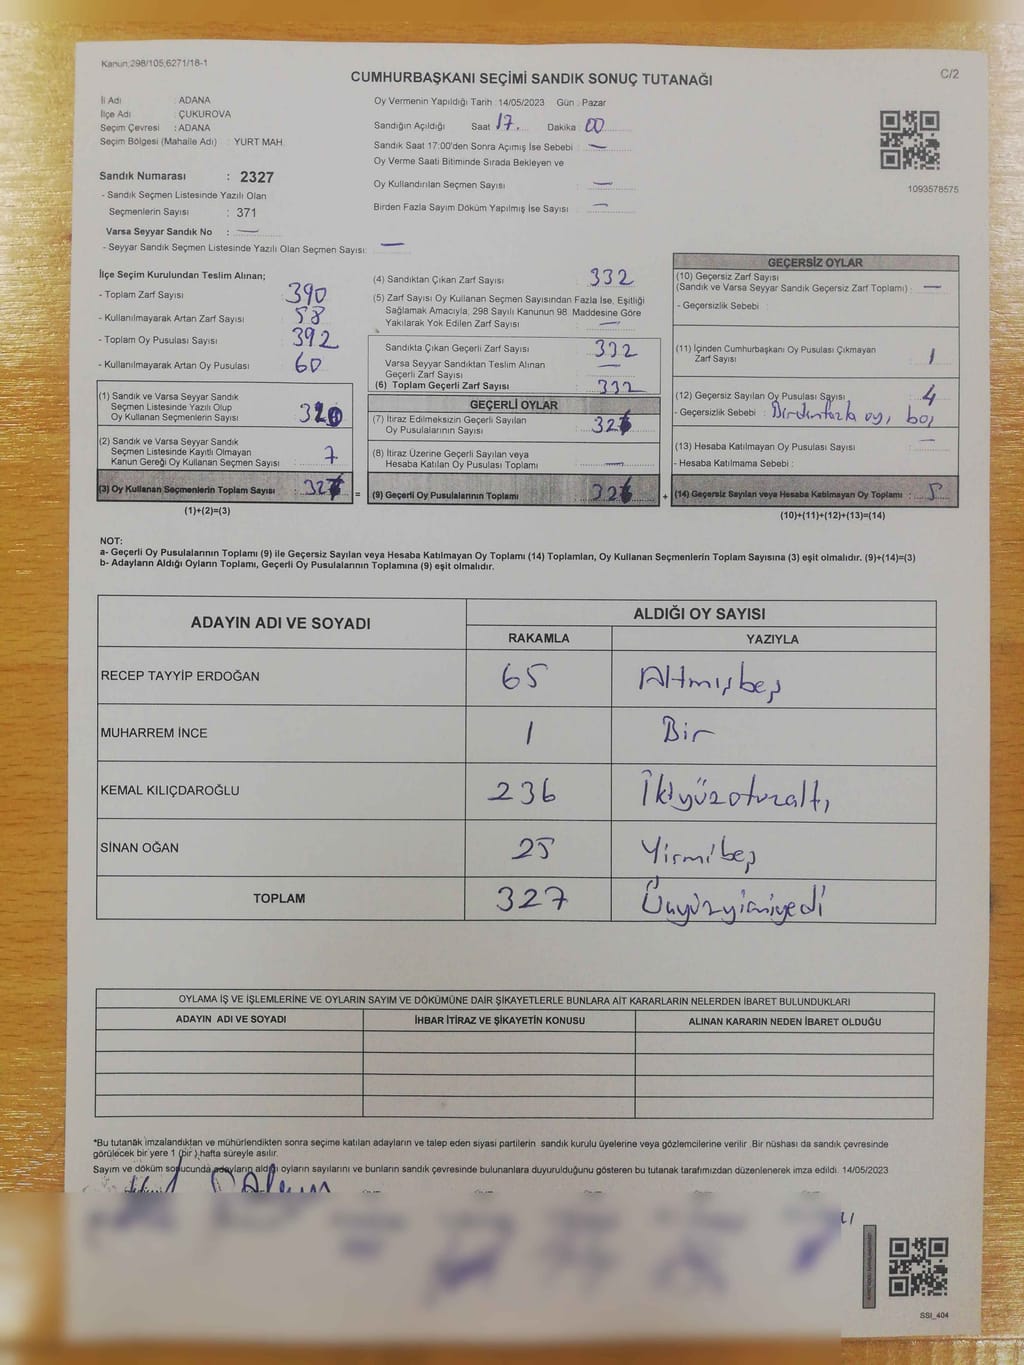 Kanun:298/105,6271/18-1
C/2
CUMHURBAŞKANI SEÇİMİ SANDIK SONUÇ TUTANAĞI
İl Adı : ADANA
İlçe Adı : ÇUKUROVA
Seçim Çevresi : ADANA
Seçim Bölgesi (Mahalle Adı) : YURT MAH.
Sandık Numarası : 2327
- Sandık Seçmen Listesinde Yazılı Olan
Seçmenlerin Sayısı : 371
Varsa Seyyar Sandık No : —
- Seyyar Sandık Seçmen Listesinde Yazılı Olan Seçmen Sayısı: —
Oy Vermenin Yapıldığı Tarih : 14/05/2023 Gün : Pazar
Sandığın Açıldığı Saat 17. Dakika : 00
Sandık Saat 17:00'den Sonra Açımış İse Sebebi : —
Oy Verme Saati Bitiminde Sırada Bekleyen ve
Oy Kullandırılan Seçmen Sayısı : —
Birden Fazla Sayım Döküm Yapılmış İse Sayısı : —
1093578575
İlçe Seçim Kurulundan Teslim Alınan;
- Toplam Zarf Sayısı : 390
- Kullanılmayarak Artan Zarf Sayısı : 58
- Toplam Oy Pusulası Sayısı : 392
- Kullanılmayarak Artan Oy Pusulası : 60
(1) Sandık ve Varsa Seyyar Sandık
Seçmen Listesinde Yazılı Olup
Oy Kullanan Seçmenlerin Sayısı :
(2) Sandık ve Varsa Seyyar Sandık
Seçmen Listesinde Kayıtlı Olmayan
Kanun Gereği Oy Kullanan Seçmen Sayısı : 7
(3) Oy Kullanan Seçmenlerin Toplam Sayısı :
(1)+(2)=(3)
=
(4) Sandıktan Çıkan Zarf Sayısı : 332
(5) Zarf Sayısı Oy Kullanan Seçmen Sayısından Fazla İse, Eşitliği
Sağlamak Amacıyla; 298 Sayılı Kanunun 98. Maddesine Göre
Yakılarak Yok Edilen Zarf Sayısı : —
Sandıkta Çıkan Geçerli Zarf Sayısı : 332
Varsa Seyyar Sandıktan Teslim Alınan
Geçerli Zarf Sayısı : —
(6) Toplam Geçerli Zarf Sayısı : 332
GEÇERLİ OYLAR
(7) İtiraz Edilmeksizin Geçerli Sayılan
Oy Pusulalarının Sayısı :
(8) İtiraz Üzerine Geçerli Sayılan veya
Hesaba Katılan Oy Pusulası Toplamı : —
(9) Geçerli Oy Pusulalarının Toplamı :
+
GEÇERSİZ OYLAR
(10) Geçersiz Zarf Sayısı
(Sandık ve Varsa Seyyar Sandık Geçersiz Zarf Toplamı) : —
- Geçersizlik Sebebi :
(11) İçinden Cumhurbaşkanı Oy Pusulası Çıkmayan
Zarf Sayısı : 1
(12) Geçersiz Sayılan Oy Pusulası Sayısı : 4
- Geçersizlik Sebebi : Birdenfazla oy, boş
(13) Hesaba Katılmayan Oy Pusulası Sayısı : —
- Hesaba Katılmama Sebebi :
(14) Geçersiz Sayılan veya Hesaba Katılmayan Oy Toplamı : 5
(10)+(11)+(12)+(13)=(14)
NOT:
a- Geçerli Oy Pusulalarının Toplamı (9) ile Geçersiz Sayılan veya Hesaba Katılmayan Oy Toplamı (14) Toplamları, Oy Kullanan Seçmenlerin Toplam Sayısına (3) eşit olmalıdır. (9)+(14)=(3)
b- Adayların Aldığı Oyların Toplamı, Geçerli Oy Pusulalarının Toplamına (9) eşit olmalıdır.
ADAYIN ADI VE SOYADI ALDIĞI OY SAYISI
RAKAMLA YAZIYLA
RECEP TAYYİP ERDOĞAN 65 Altmışbeş
MUHARREM İNCE 1 Bir
KEMAL KILIÇDAROĞLU 236 İkiyüzotuzaltı
SİNAN OĞAN 25 Yirmibeş
TOPLAM 327 Üçyüzyirmiyedi
OYLAMA İŞ VE İŞLEMLERİNE VE OYLARIN SAYIM VE DÖKÜMÜNE DAİR ŞİKAYETLERLE BUNLARA AİT KARARLARIN NELERDEN İBARET BULUNDUKLARI
ADAYIN ADI VE SOYADI İHBAR İTİRAZ VE ŞİKAYETİN KONUSU ALINAN KARARIN NEDEN İBARET OLDUĞU
*Bu tutanak imzalandıktan ve mühürlendikten sonra seçime katılan adayların ve talep eden siyasi partilerin sandık kurulu üyelerine veya gözlemcilerine verilir .Bir nüshası da sandık çevresinde
görülecek bir yere 1 (bir ) hafta süreyle asılır.
Sayım ve döküm sonucunda adayların aldığı oyların sayılarını ve bunların sandık çevresinde bulunanlara duyurulduğunu gösteren bu tutanak tarafımızdan düzenlenerek imza edildi. 14/05/2023
SSI_404